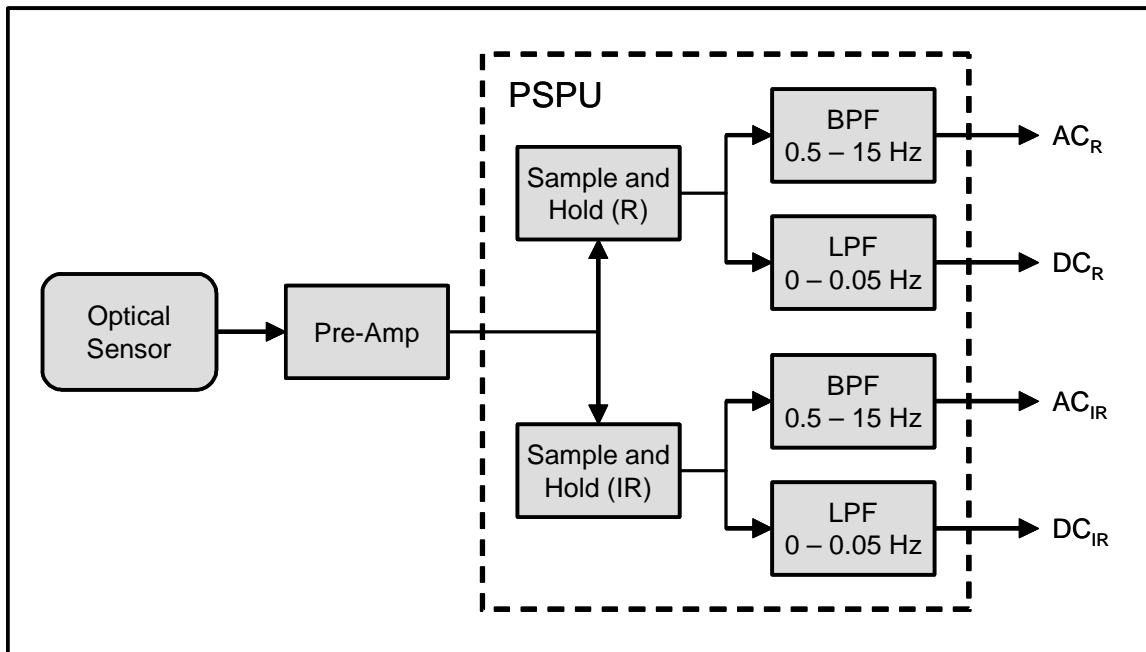 PSPU
BPF
0.5 – 15 Hz
AC_R
Sample and
Hold (R)
LPF
0 – 0.05 Hz
DC_R
Optical
Sensor
Pre-Amp
BPF
0.5 – 15 Hz
AC_IR
Sample and
Hold (IR)
LPF
0 – 0.05 Hz
DC_IR